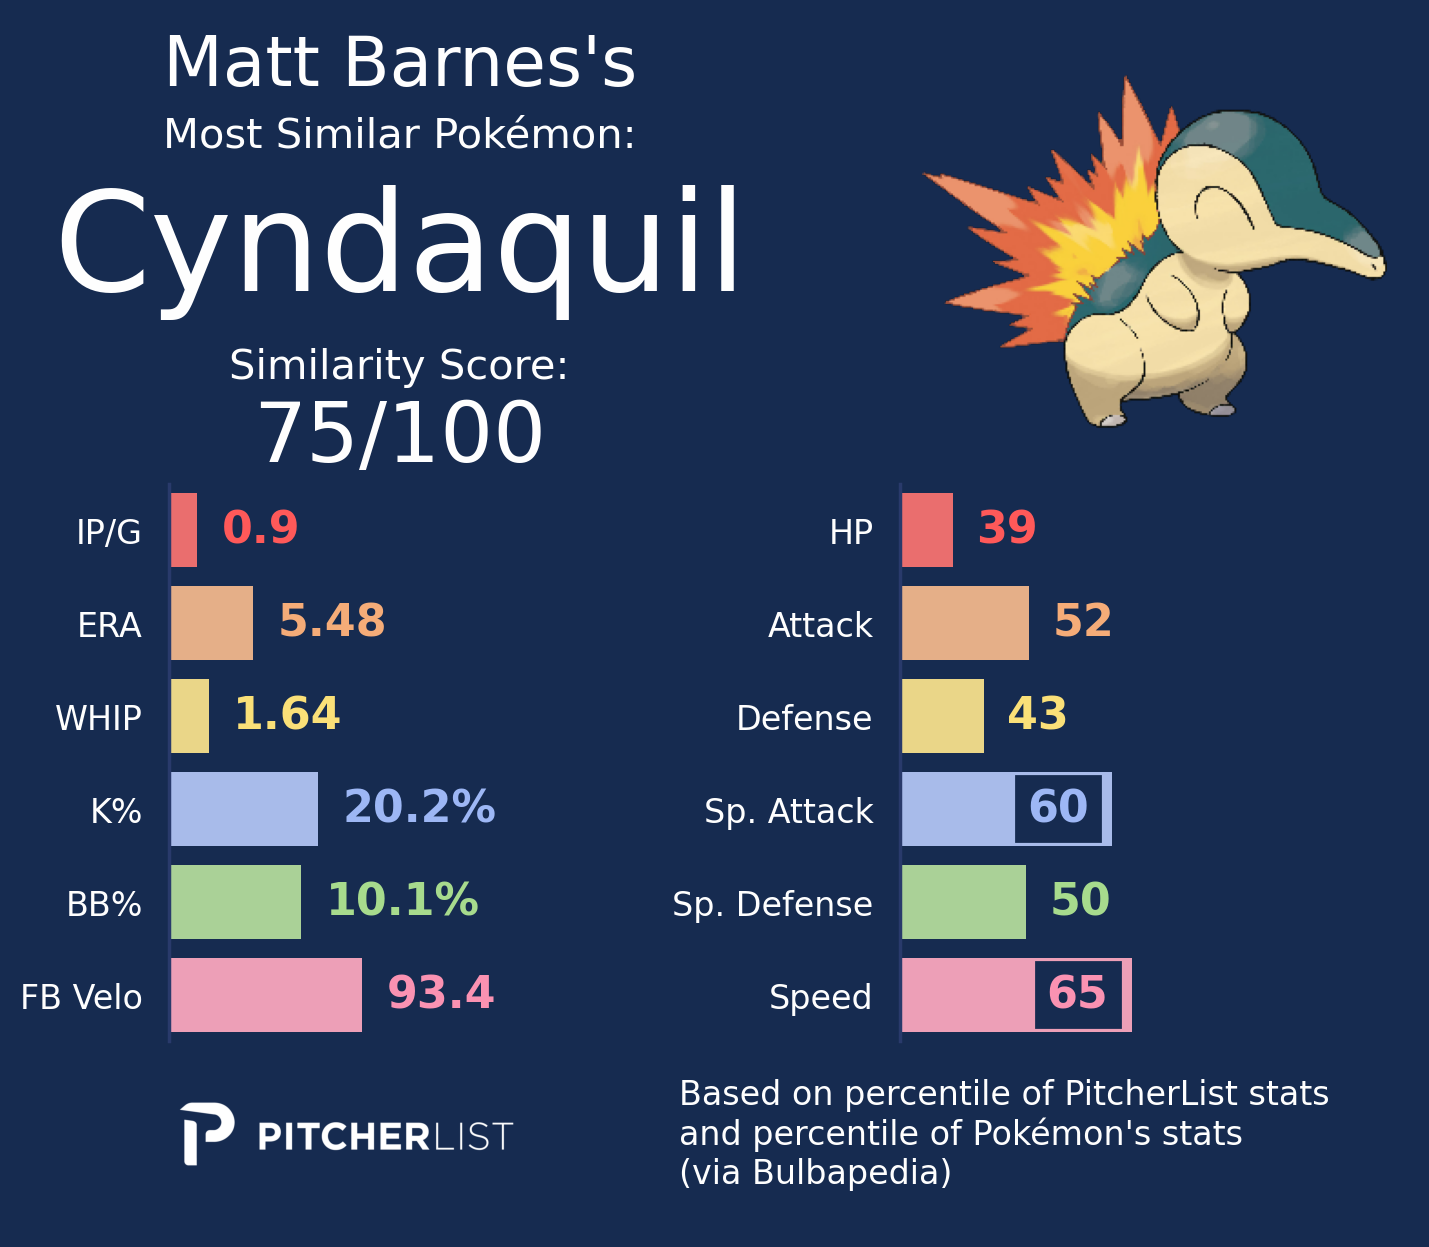 Matt Barnes's
Most Similar Pokémon:
Cyndaquil
Similarity Score:
75/100
IP/G 0.9
ERA 5.48
WHIP 1.64
K% 20.2%
BB% 10.1%
FB Velo 93.4
HP 39
Attack 52
Defense 43
Sp. Attack 60
Sp. Defense 50
Speed 65
PITCHERLIST
Based on percentile of PitcherList stats
and percentile of Pokémon's stats
(via Bulbapedia)